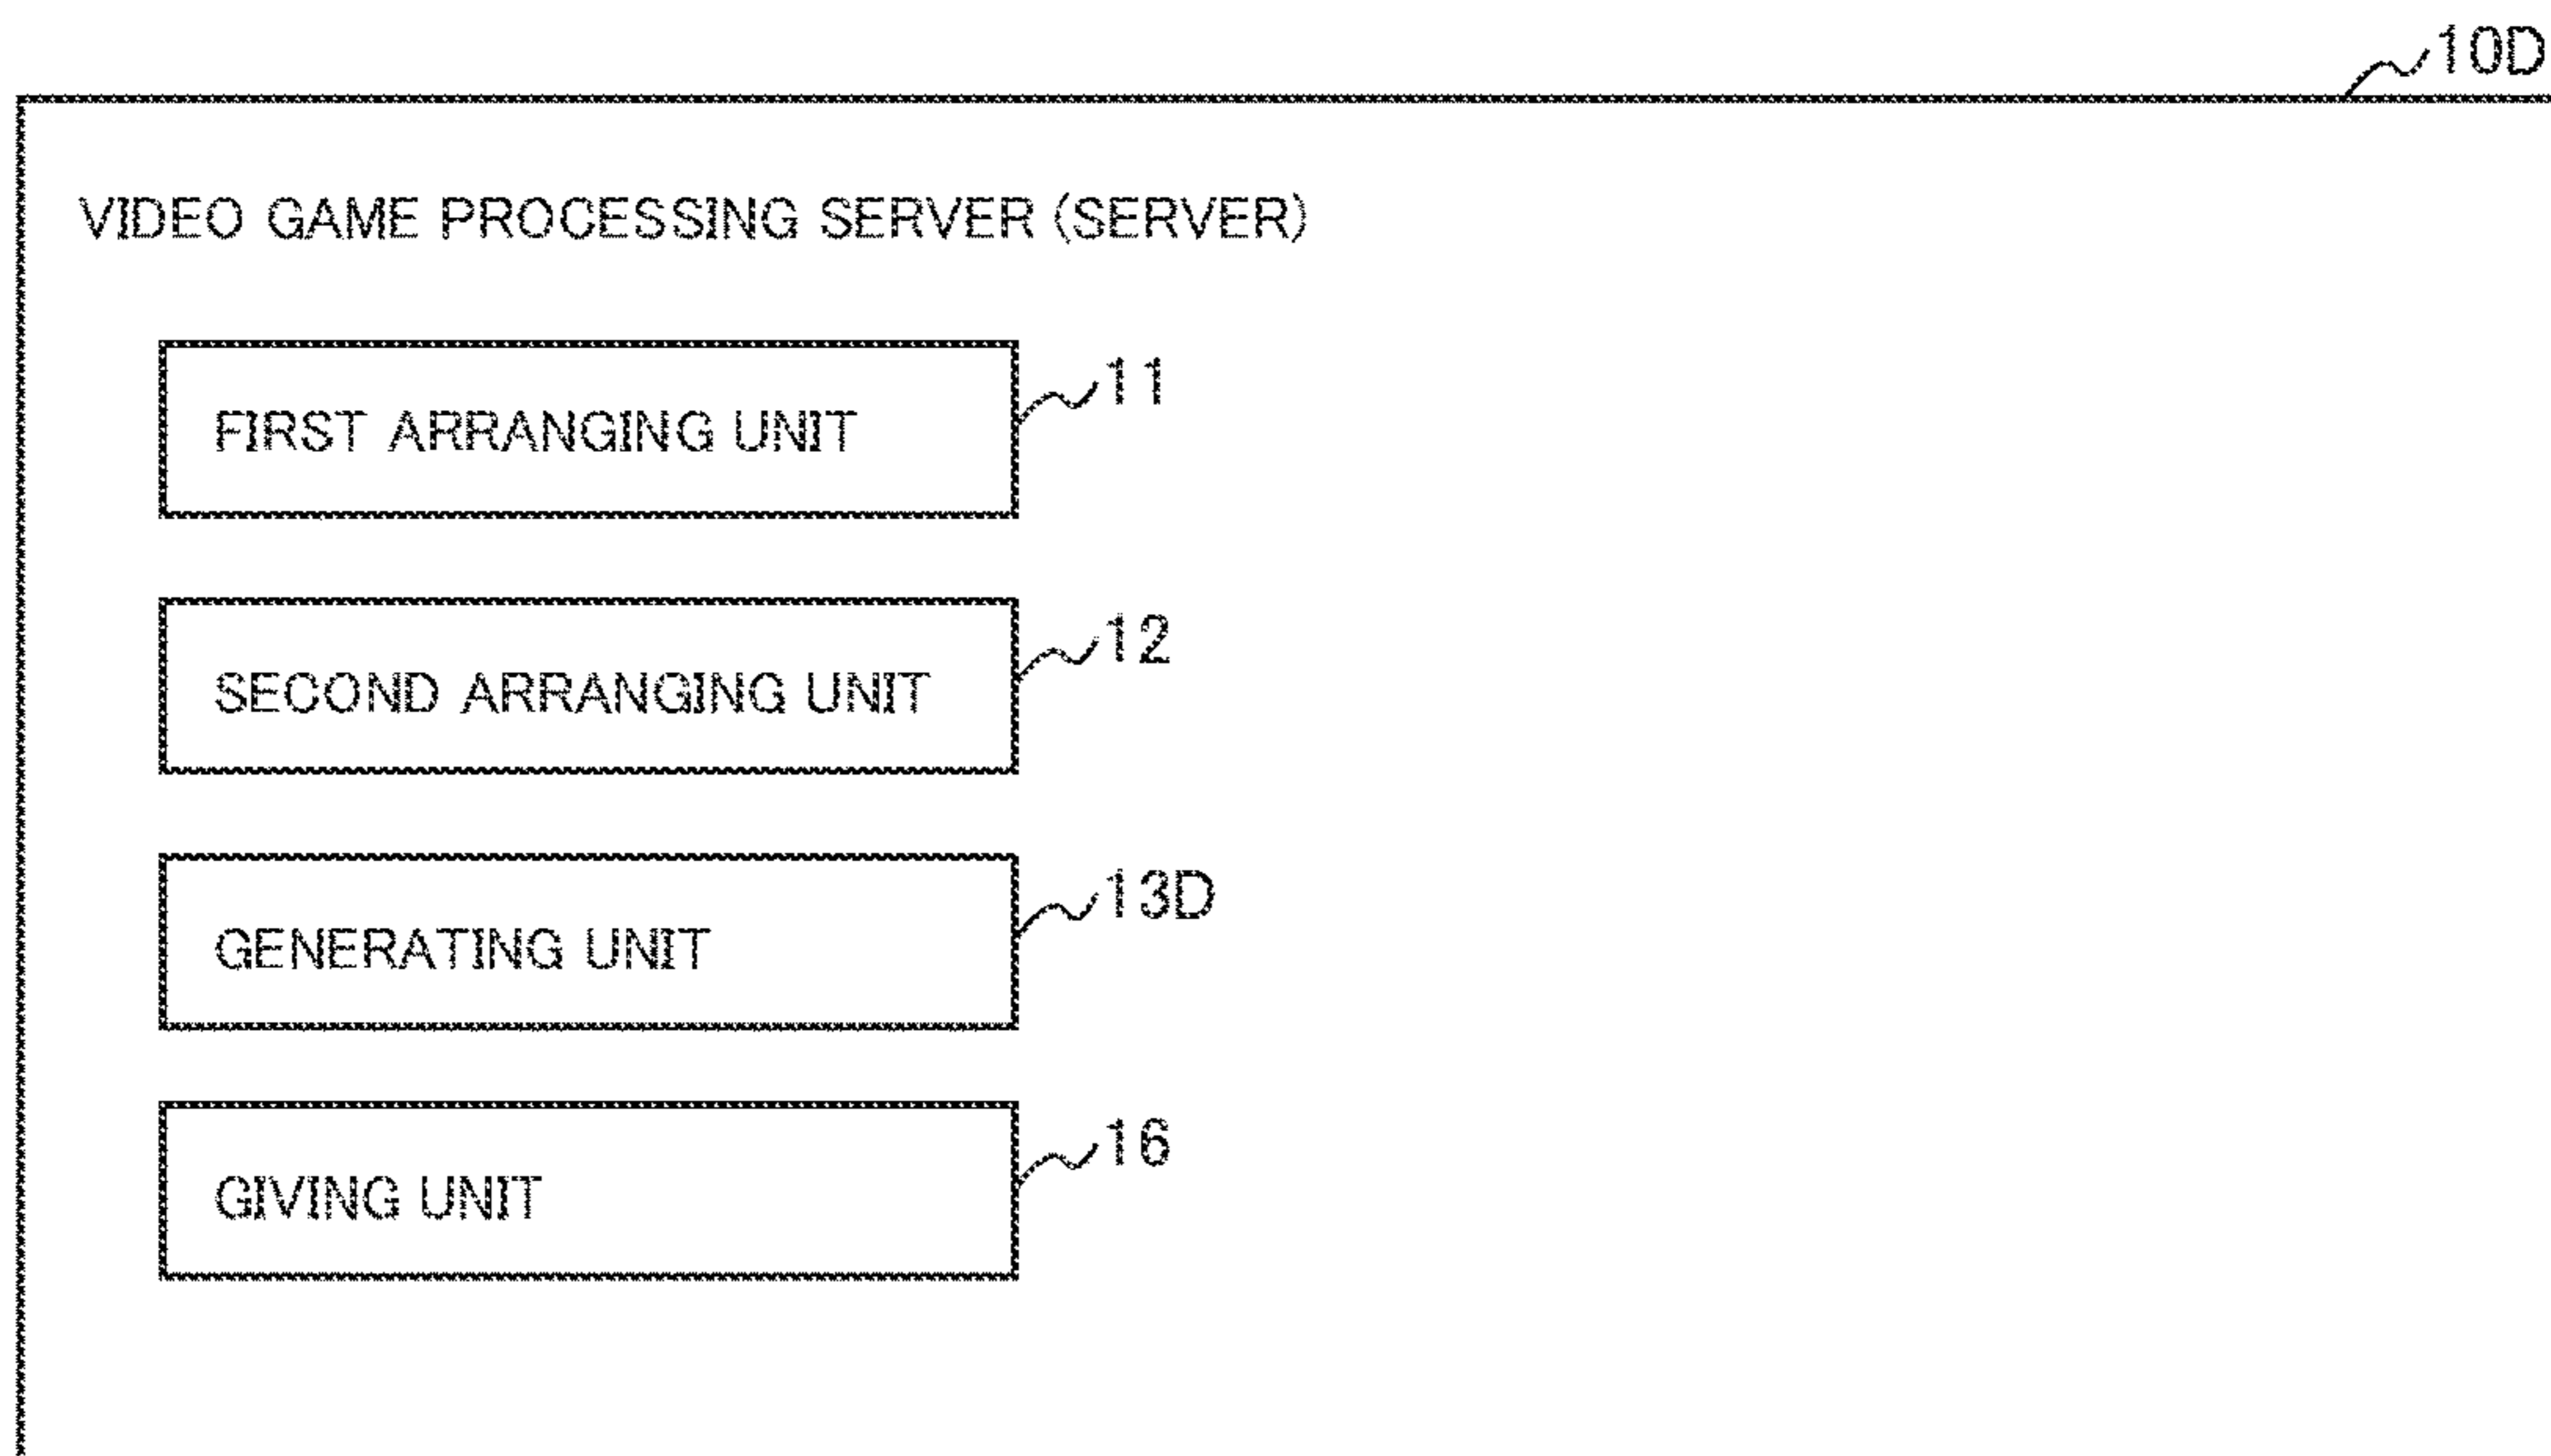 10D
VIDEO GAME PROCESSING SERVER (SERVER)
11
FIRST ARRANGING UNIT
12
SECOND ARRANGING UNIT
13D
GENERATING UNIT
16
GIVING UNIT